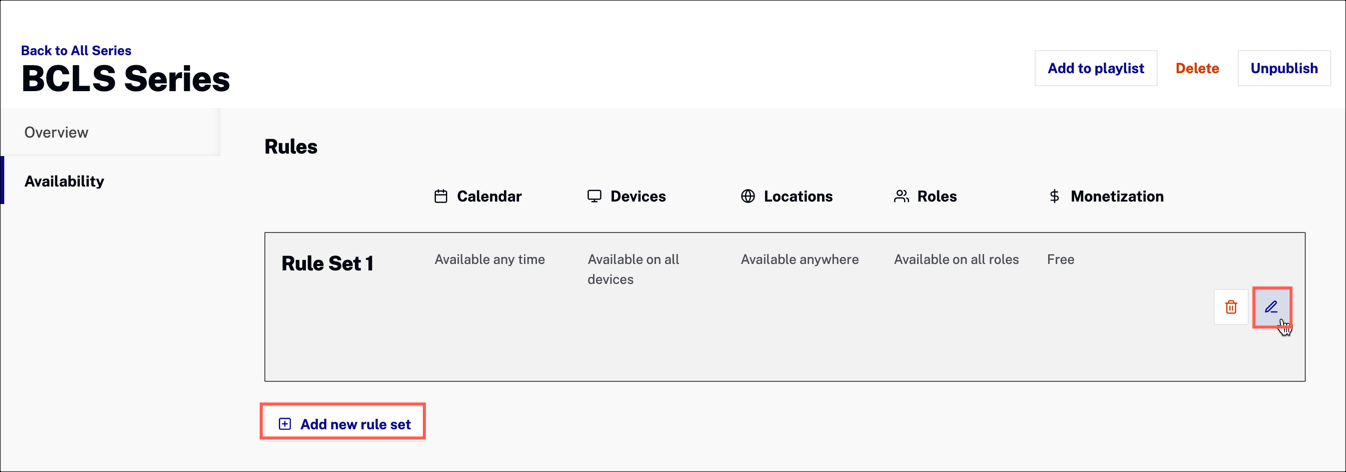 Back to All Series
BCLS Series
Add to playlist
Delete
Unpublish
Overview
Availability
Rules
Calendar
Devices
Locations
Roles
Monetization
Rule Set 1
Available any time
Available on all
devices
Available anywhere
Available on all roles
Free
Add new rule set